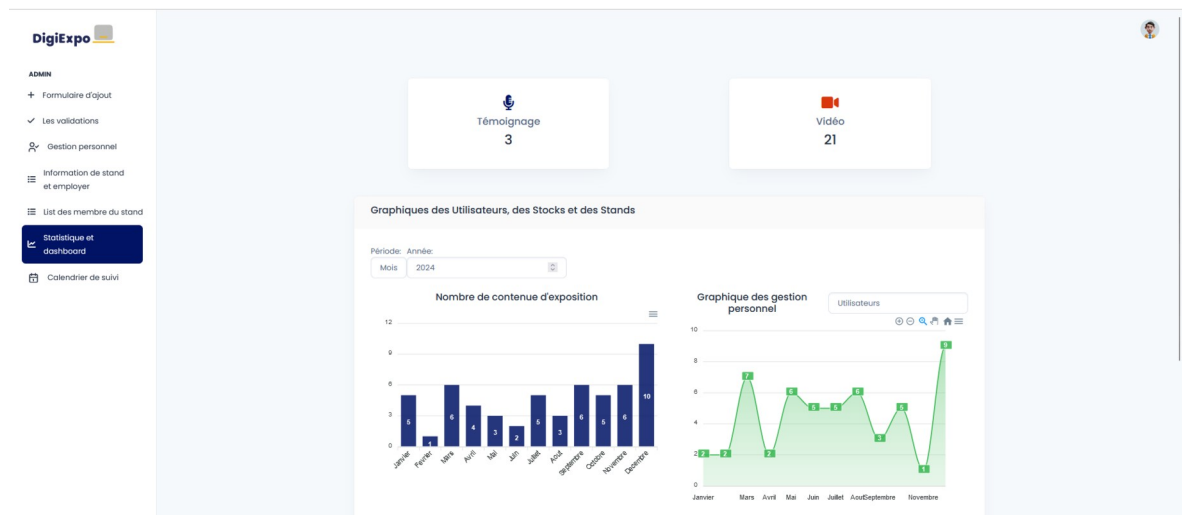 DigiExpo
ADMIN
Formulaire d'ajout
Les validations
Gestion personnel
Information de stand
et employer
List des membre du stand
Statistique et
dashboard
Calendrier de suivi
Témoignage
3
Vidéo
21
Graphiques des Utilisateurs, des Stocks et des Stands
Période: Année:
Mois 2024
Nombre de contenue d'exposition
12
9
6
3
0
5 1 6 4 3 2 5 3 6 5 6 10
Janvier Fevrier Mars Avril Mai Juin Juillet Aout Septembre Octobre Novembre Decembre
Graphique des gestion
personnel
Utilisateurs
10
8
6
4
2
0
2 2 7 2 6 5 5 6 3 5 1 9
Janvier Mars Avril Mai Juin Juillet Aout Septembre Novembre